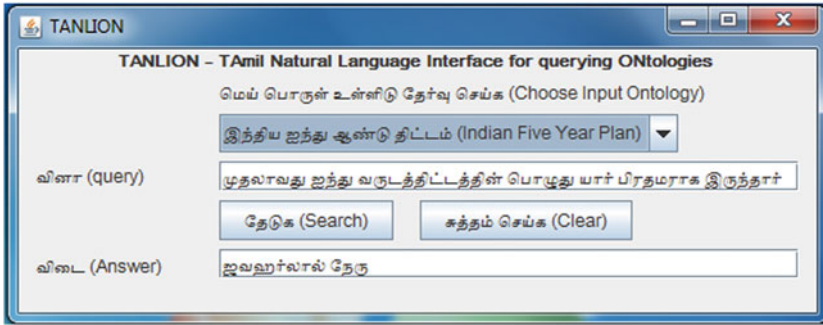 TANLION
TANLION – TAmil Natural Language Interface for querying ONtologies
மெய் பொருள் உள்ளிடு தேர்வு செய்க (Choose Input Ontology)
இந்திய ஐந்து ஆண்டு திட்டம் (Indian Five Year Plan)
வினா (query) முதலாவது ஐந்து வருடத்திட்டத்தின் பொழுது யார் பிரதமராக இருந்தார்
தேடுக (Search) சுத்தம் செய்க (Clear)
விடை (Answer) ஜவஹர்லால் நேரு